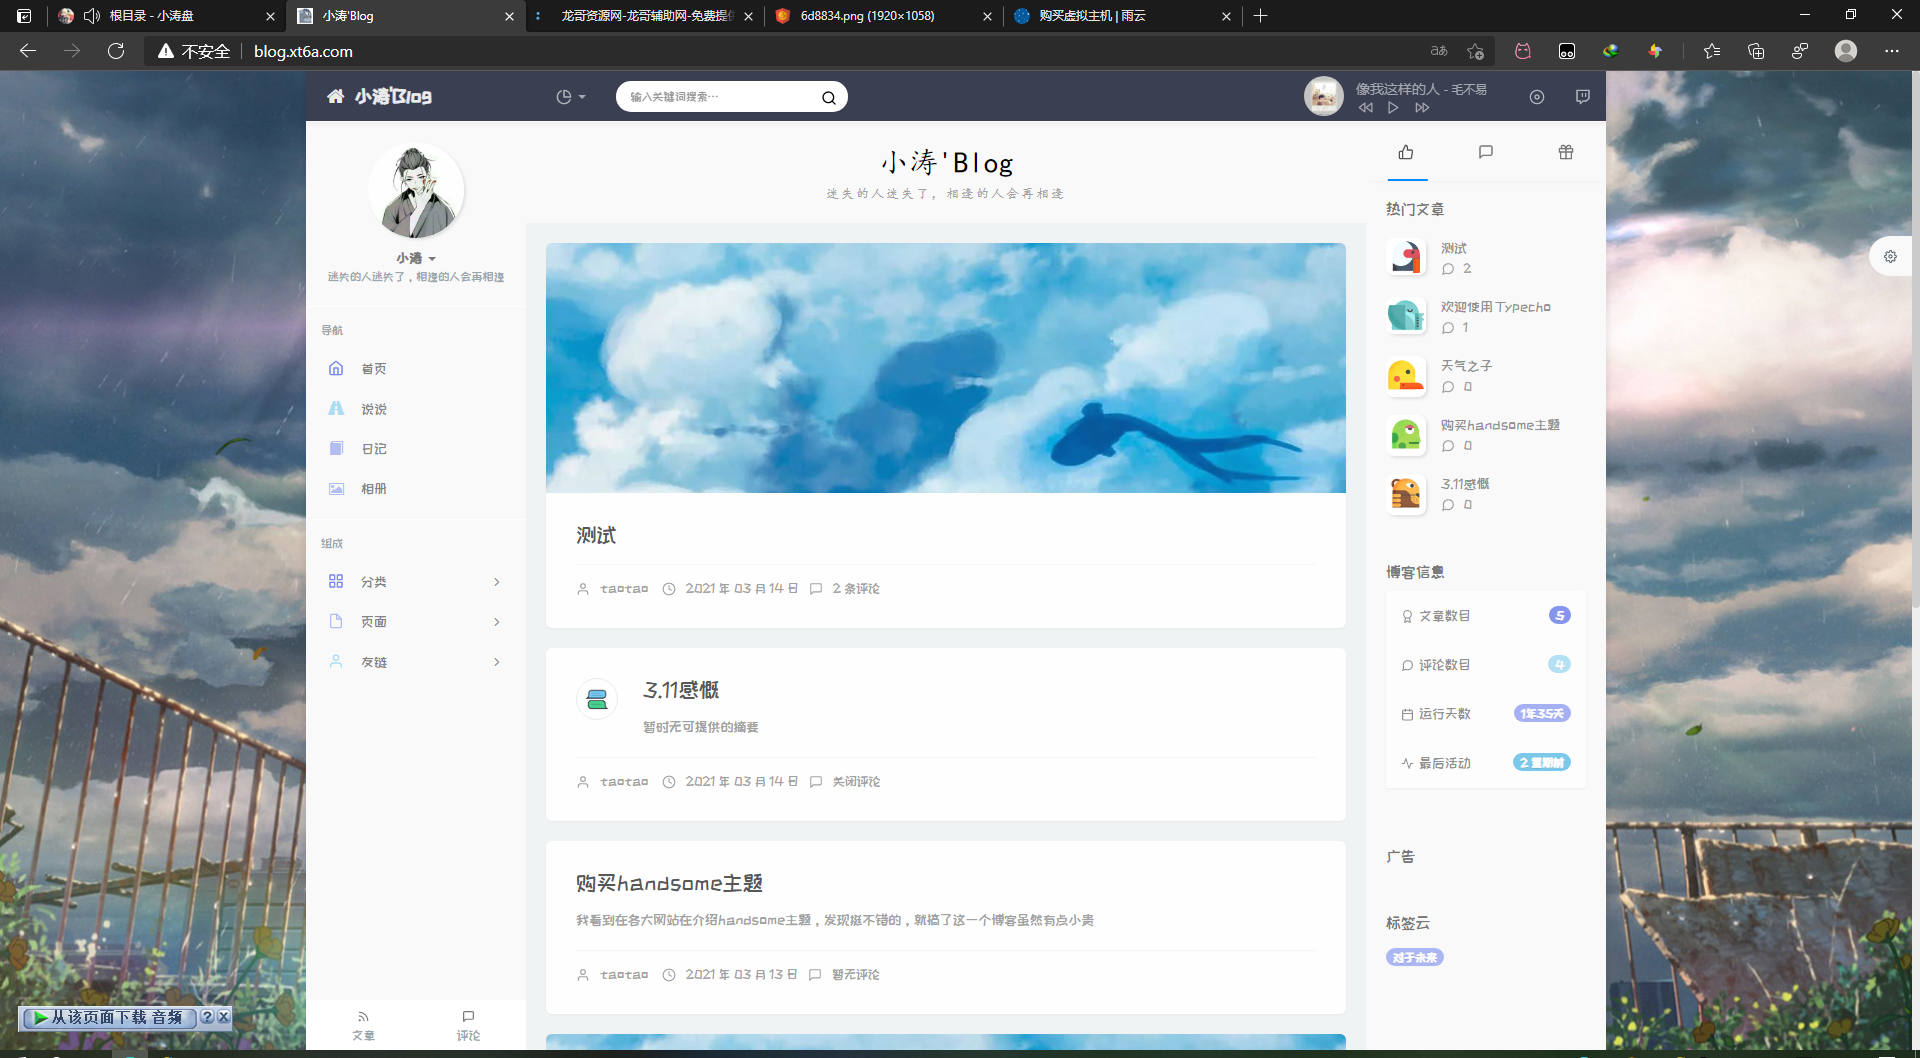 根目录 - 小涛盘
小涛'Blog
龙哥资源网-龙哥辅助网-免费提供
6d8834.png (1920×1058)
购买虚拟主机 | 雨云
不安全
blog.xt6a.com
小涛'Blog
输入关键词搜索…
像我这样的人 - 毛不易
小涛
迷失的人迷失了，相逢的人会再相逢
导航
首页
说说
日记
相册
组成
分类
页面
友链
文章
评论
小涛'Blog
迷失的人迷失了，相逢的人会再相逢
测试
taotao 2021 年 03 月 14 日 2 条评论
3.11感慨
暂时无可提供的摘要
taotao 2021 年 03 月 14 日 关闭评论
购买handsome主题
我看到在各大网站在介绍handsome主题，发现挺不错的，就搞了这一个博客虽然有点小贵
taotao 2021 年 03 月 13 日 暂无评论
热门文章
测试
2
欢迎使用 Typecho
1
天气之子
0
购买handsome主题
0
3.11感慨
0
博客信息
文章数目 5
评论数目 4
运行天数 1年35天
最后活动 2 星期前
广告
标签云
对于未来
从该页面下载 音频 ? X